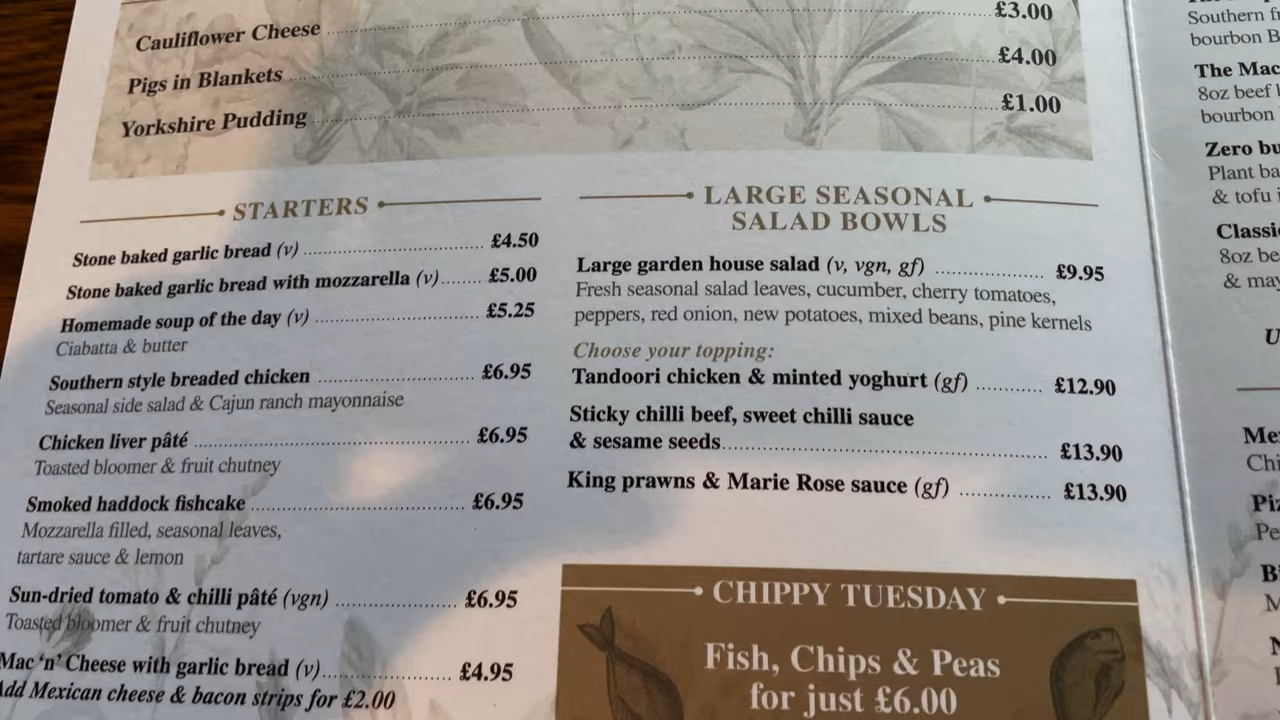 £3.00
Cauliflower Cheese
Pigs in Blankets £4.00
Yorkshire Pudding £1.00
STARTERS
Stone baked garlic bread (v) £4.50
Stone baked garlic bread with mozzarella (v) £5.00
Homemade soup of the day (v) £5.25
Ciabatta & butter
Southern style breaded chicken £6.95
Seasonal side salad & Cajun ranch mayonnaise
Chicken liver pâté £6.95
Toasted bloomer & fruit chutney
Smoked haddock fishcake £6.95
Mozzarella filled, seasonal leaves,
tartare sauce & lemon
Sun-dried tomato & chilli pâté (vgn) £6.95
Toasted bloomer & fruit chutney
Mac 'n' Cheese with garlic bread (v) £4.95
Add Mexican cheese & bacon strips for £2.00
LARGE SEASONAL
SALAD BOWLS
Large garden house salad (v, vgn, gf) £9.95
Fresh seasonal salad leaves, cucumber, cherry tomatoes,
peppers, red onion, new potatoes, mixed beans, pine kernels
Choose your topping:
Tandoori chicken & minted yoghurt (gf) £12.90
Sticky chilli beef, sweet chilli sauce
& sesame seeds £13.90
King prawns & Marie Rose sauce (gf) £13.90
CHIPPY TUESDAY
Fish, Chips & Peas
for just £6.00
Southern
bourbon
The Mac
8oz beef
bourbon
Zero
Plant
& tofu
8oz
&